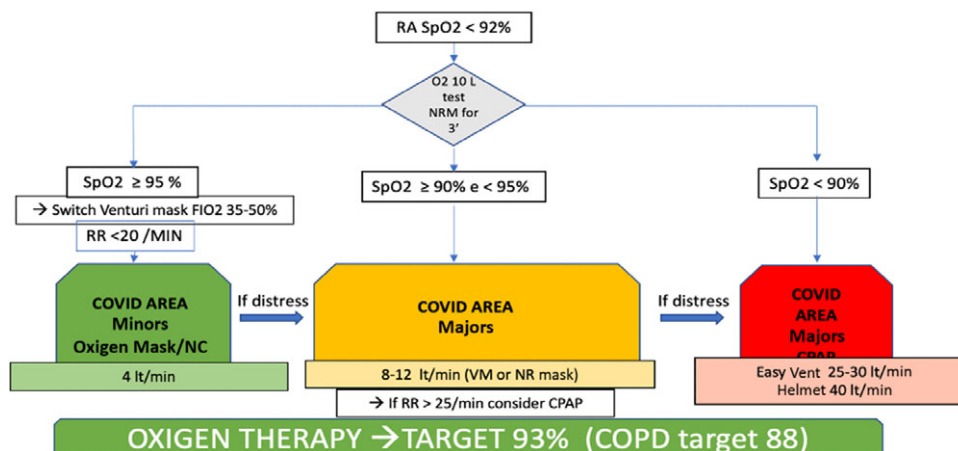 RA SpO2 < 92%
O2 10 L
test
NRM for
3'
SpO2 ≥ 95 %
→ Switch Venturi mask FIO2 35-50%
RR <20 /MIN
SpO2 ≥ 90% e < 95%
SpO2 < 90%
COVID AREA
Minors
Oxigen Mask/NC
4 lt/min
If distress
COVID AREA
Majors
8-12 lt/min (VM or NR mask)
→ If RR > 25/min consider CPAP
If distress
COVID
AREA
Majors
CPAP
Easy Vent 25-30 lt/min
Helmet 40 lt/min
OXIGEN THERAPY →TARGET 93% (COPD target 88)